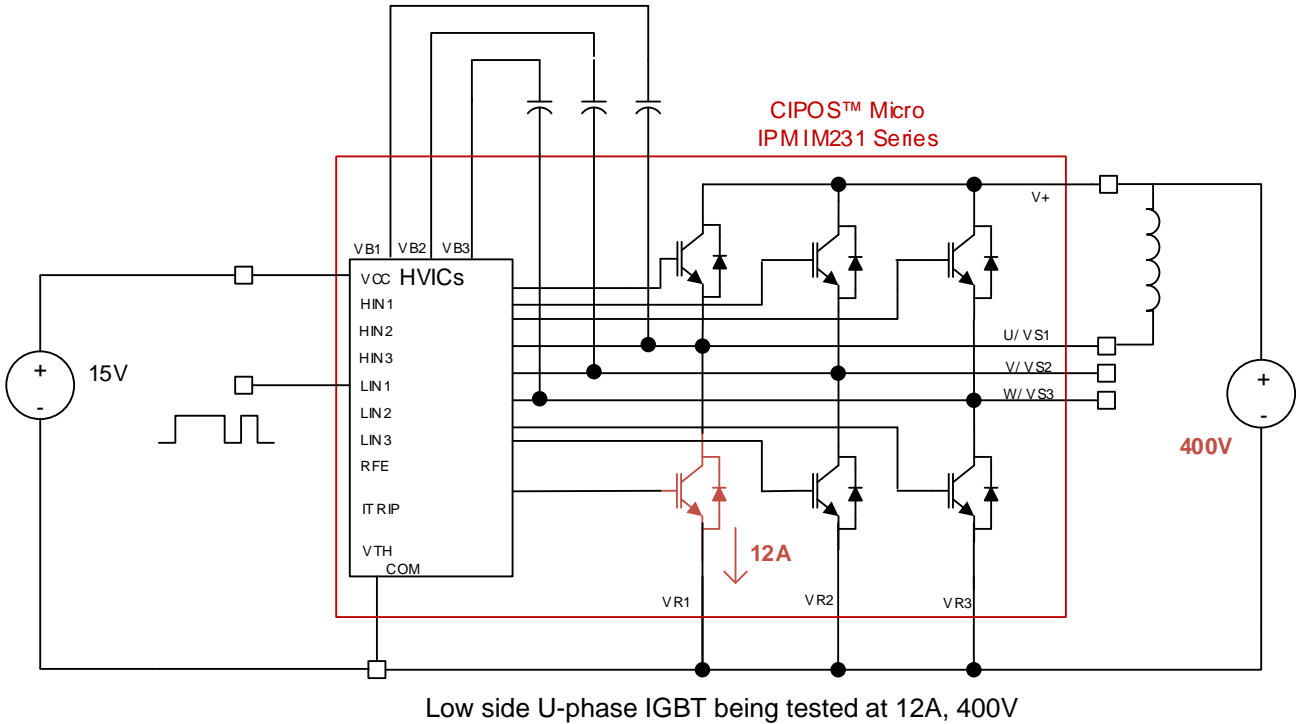 CIPOS™ Micro
IPM IM231 Series
V+
VB1 VB2 VB3
HVICs
VCC
HIN1
HIN2
HIN3
LIN1
LIN2
LIN3
RFE
ITRIP
VTH
COM
+
-
15V
U/ VS1
V/ VS2
W/ VS3
+
-
400V
12A
VR1
VR2
VR3
Low side U-phase IGBT being tested at 12A, 400V